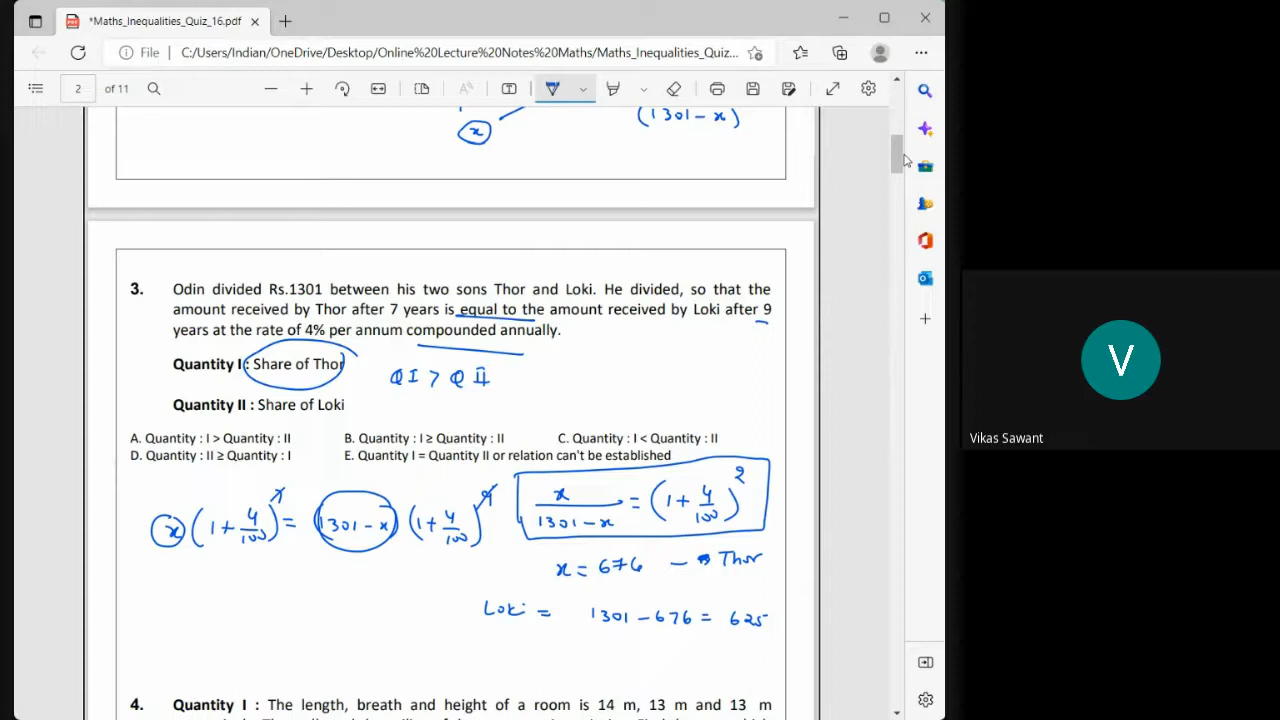 *Maths_Inequalities_Quiz_16.pdf
File C:/Users/Indian/OneDrive/Desktop/Online%20Lecture%20Notes%20Maths/Maths_Inequalities_Quiz...
2 of 11
x (1301 - x)
3. Odin divided Rs.1301 between his two sons Thor and Loki. He divided, so that the
amount received by Thor after 7 years is equal to the amount received by Loki after 9
years at the rate of 4% per annum compounded annually.
Quantity I : Share of Thor
QI > QII
Quantity II : Share of Loki
A. Quantity : I > Quantity : II B. Quantity : I ≥ Quantity : II C. Quantity : I < Quantity : II
D. Quantity : II ≥ Quantity : I E. Quantity I = Quantity II or relation can't be established
x (1 + 4/100)^7 = (1301 - x) (1 + 4/100)^9
x/1301 - x = (1 + 4/100)^2
x = 676 - Thor
Loki = 1301 - 676 = 625
4. Quantity I : The length, breath and height of a room is 14 m, 13 m and 13 m
V
Vikas Sawant